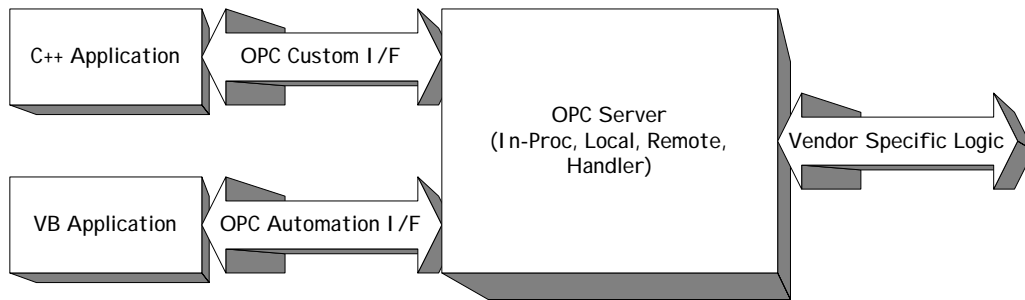 C++ Application
OPC Custom I/F
OPC Server
(In-Proc, Local, Remote,
Handler)
Vendor Specific Logic
VB Application
OPC Automation I/F